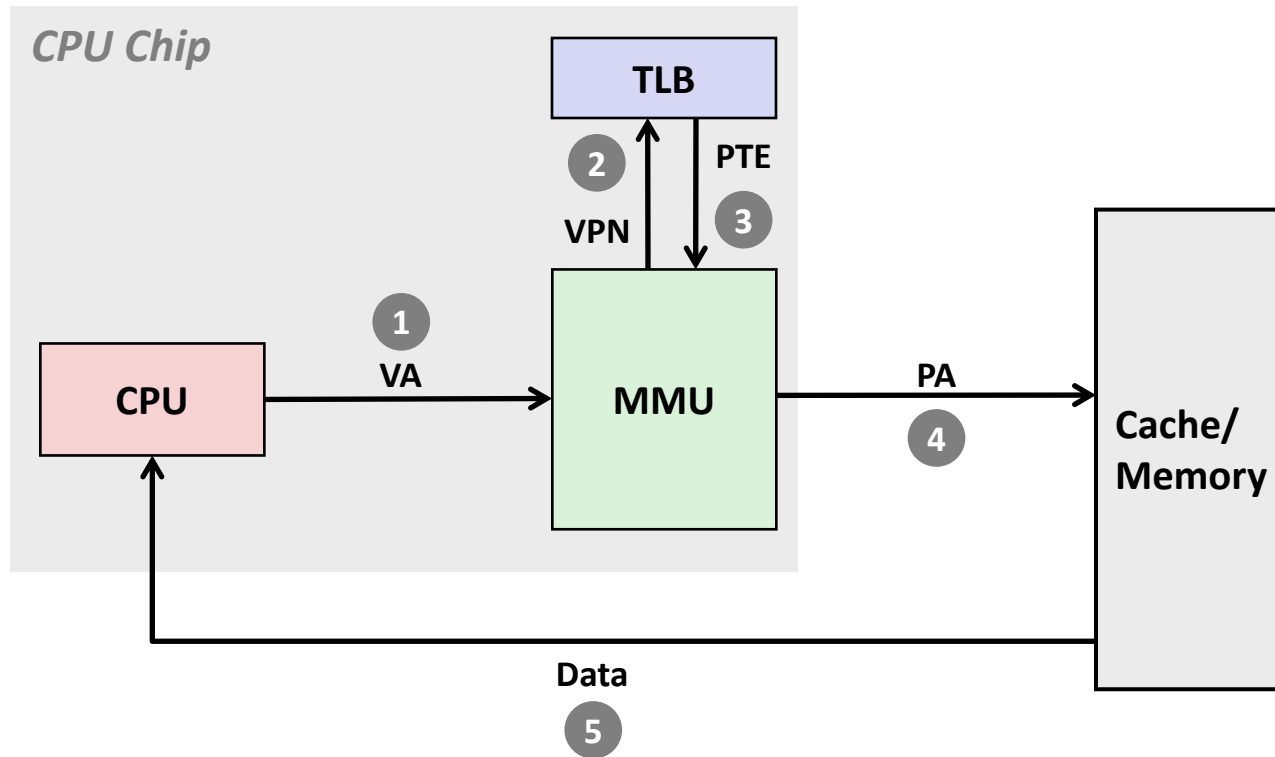 CPU Chip
TLB
2
PTE
3
VPN
1
VA
CPU
MMU
PA
4
Cache/
Memory
Data
5